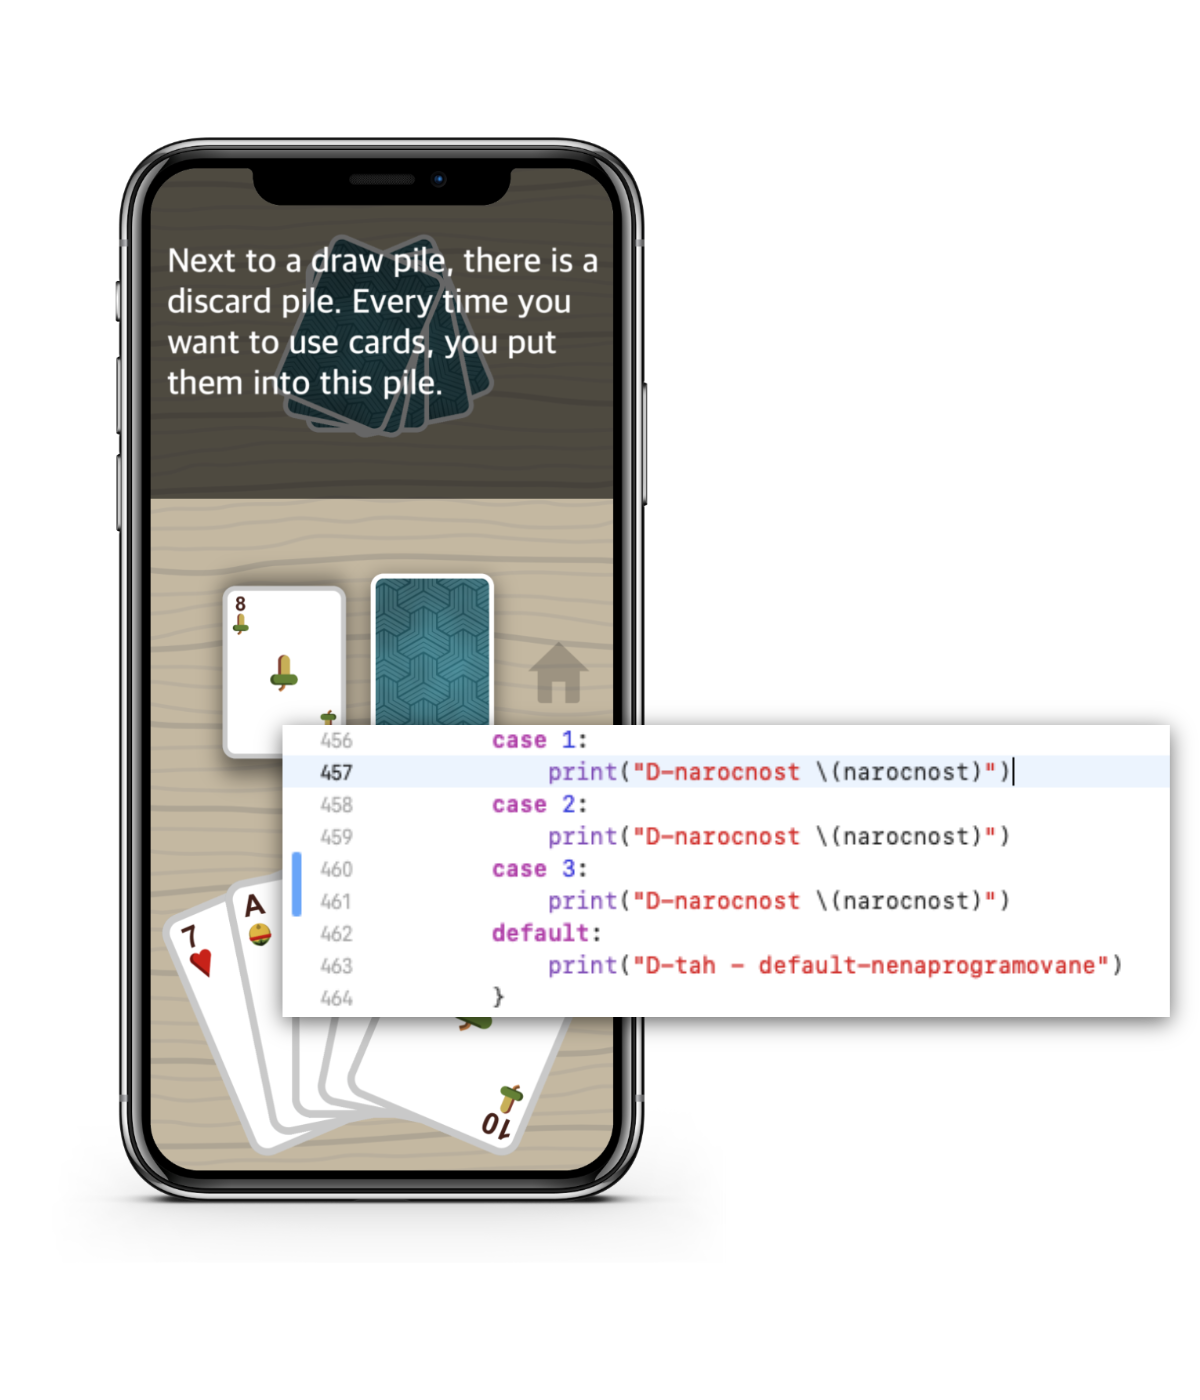 Next to a draw pile, there is a
discard pile. Every time you
want to use cards, you put
them into this pile.
8
456 case 1:
457 print("D-narocnost \(narocnost)")
458 case 2:
459 print("D-narocnost \(narocnost)")
460 case 3:
461 print("D-narocnost \(narocnost)")
462 default:
463 print("D-tah - default-nenaprogramovane")
464 }
7
A
10